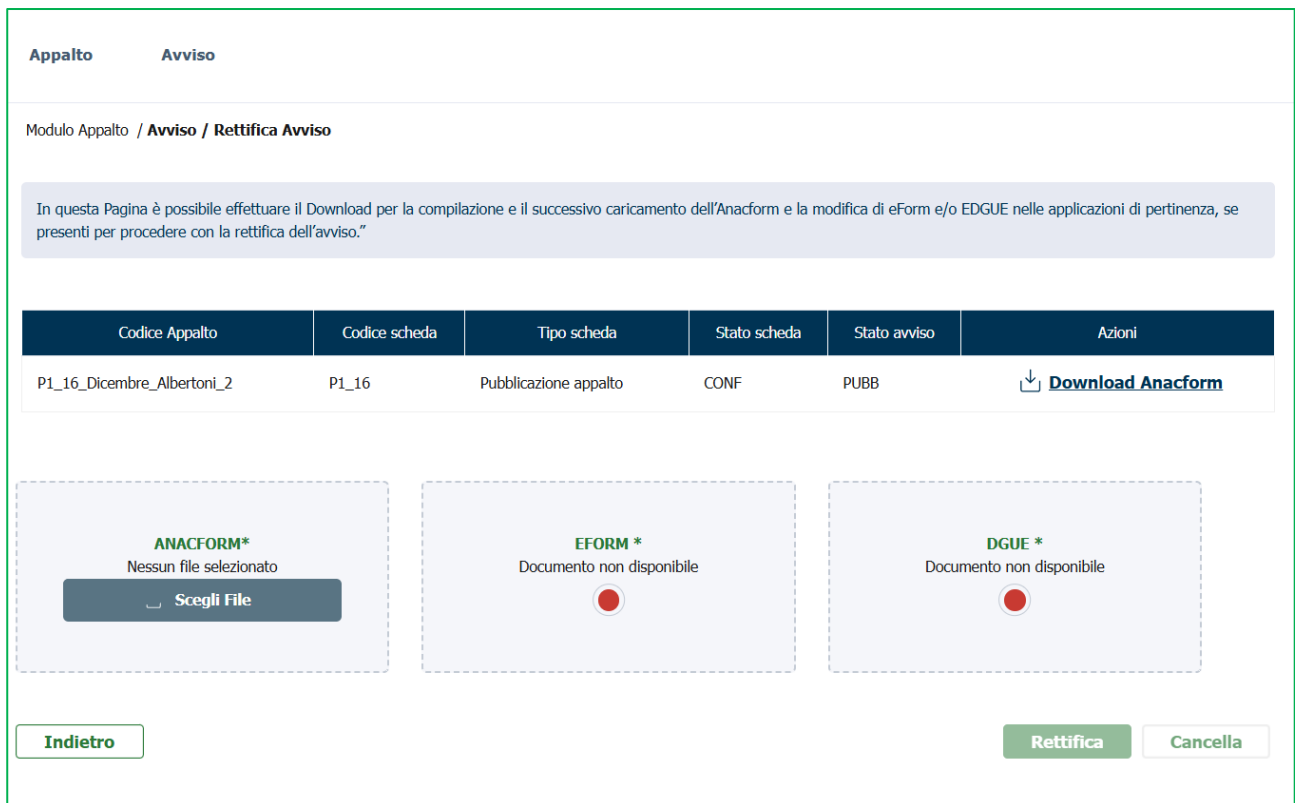 Appalto Avviso
Modulo Appalto / Avviso / Rettifica Avviso
In questa Pagina è possibile effettuare il Download per la compilazione e il successivo caricamento dell'Anacform e la modifica di eForm e/o EDGUE nelle applicazioni di pertinenza, se
presenti per procedere con la rettifica dell'avviso.”
Codice Appalto Codice scheda Tipo scheda Stato scheda Stato avviso Azioni
P1_16_Dicembre_Albertoni_2 P1_16 Pubblicazione appalto CONF PUBB Download Anacform
ANACFORM* EFORM * DGUE *
Nessun file selezionato Documento non disponibile Documento non disponibile
Scegli File
Indietro Rettifica Cancella